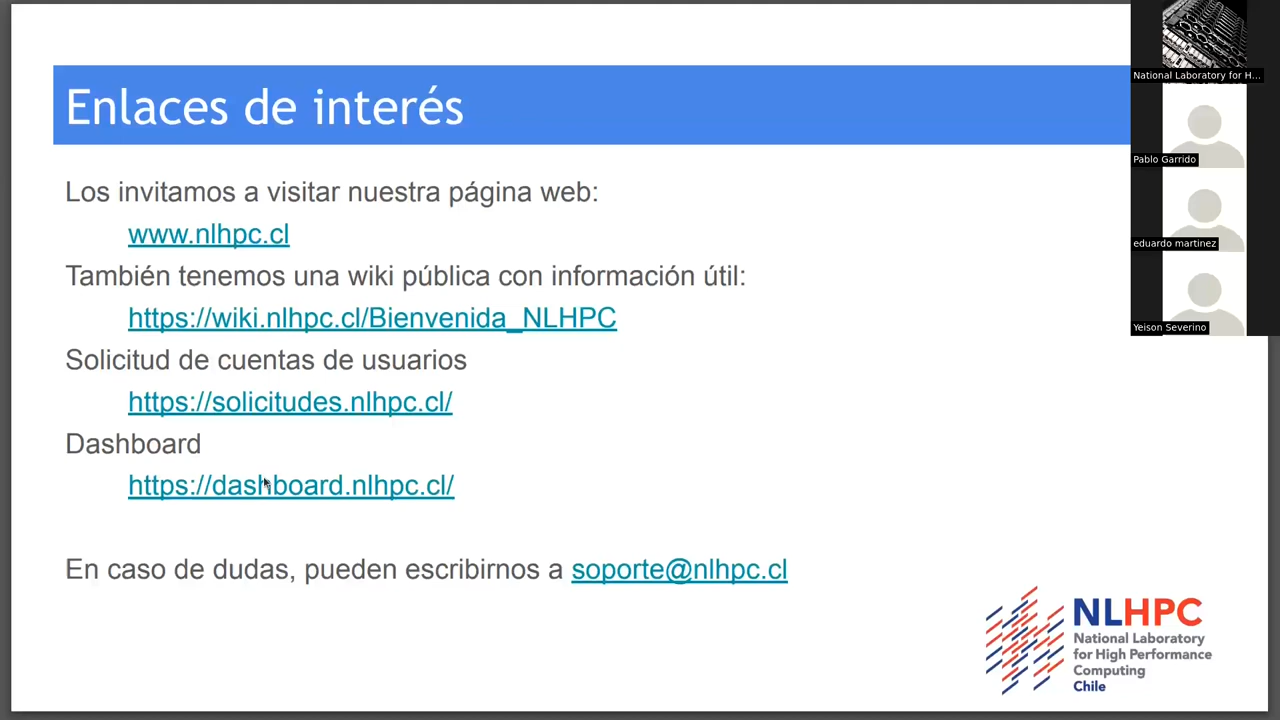 Enlaces de interés
Los invitamos a visitar nuestra página web:
www.nlhpc.cl
También tenemos una wiki pública con información útil:
https://wiki.nlhpc.cl/Bienvenida_NLHPC
Solicitud de cuentas de usuarios
https://solicitudes.nlhpc.cl/
Dashboard
https://dashboard.nlhpc.cl/
En caso de dudas, pueden escribirnos a soporte@nlhpc.cl
NLHPC
National Laboratory
for High Performance
Computing
Chile
National Laboratory for H...
Pablo Garrido
eduardo martinez
Yeison Severino